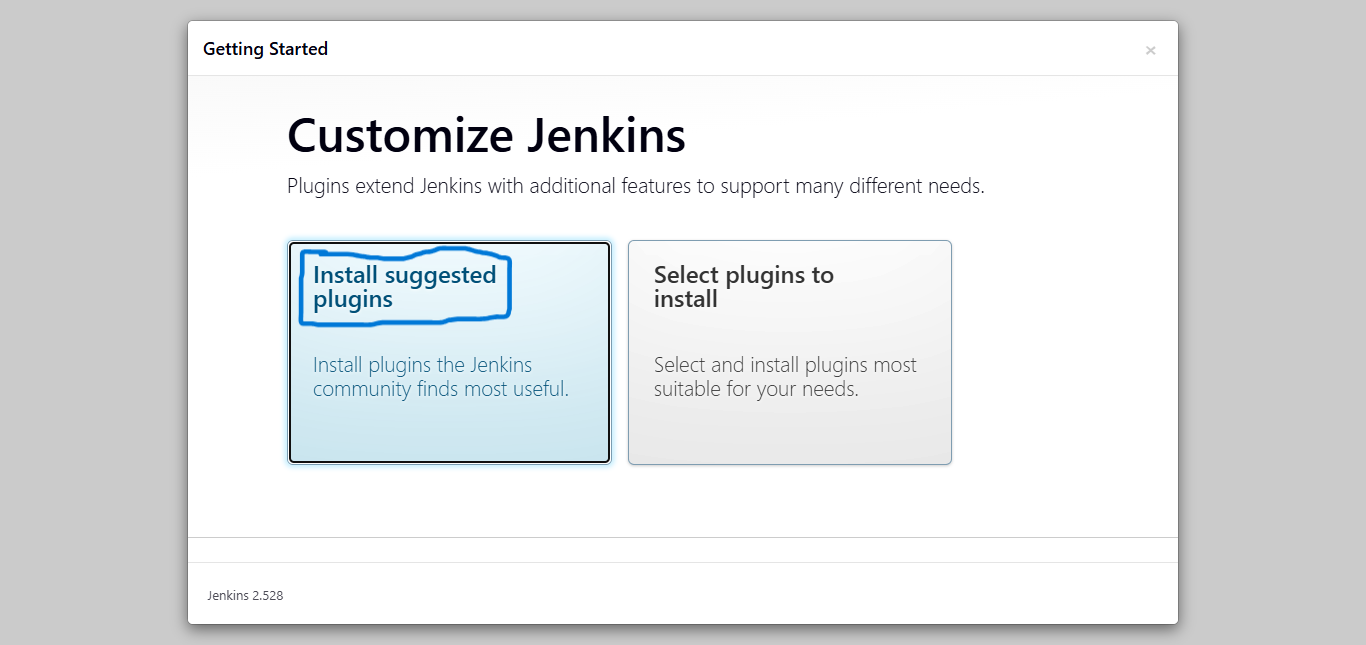 Getting Started
×
Customize Jenkins
Plugins extend Jenkins with additional features to support many different needs.
Install suggested
plugins
Install plugins the Jenkins
community finds most useful.
Select plugins to
install
Select and install plugins most
suitable for your needs.
Jenkins 2.528